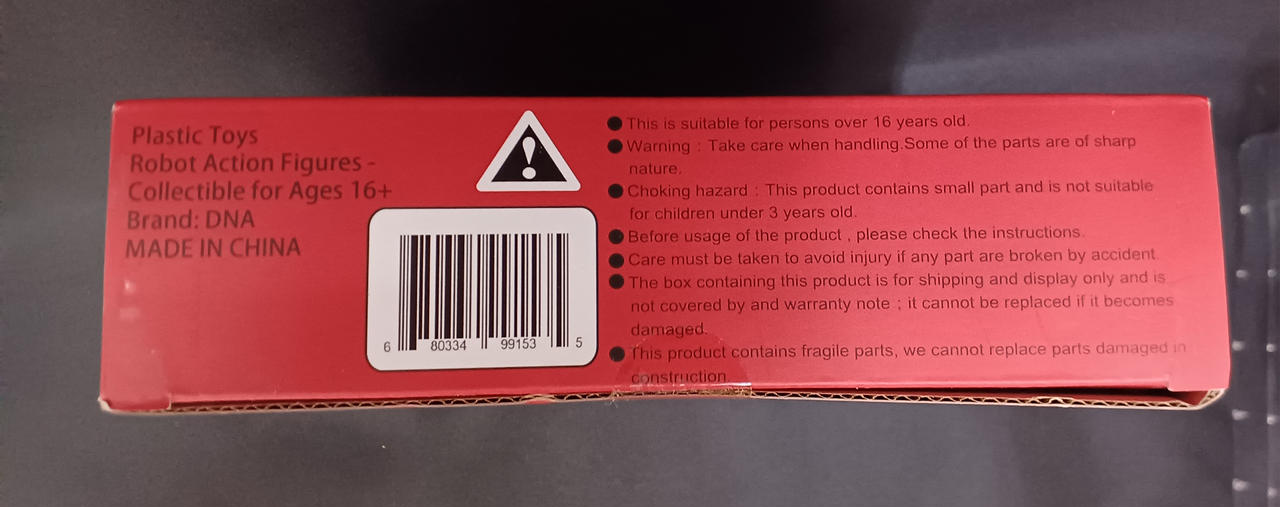 Plastic Toys
Robot Action Figures -
Collectible for Ages 16+
Brand: DNA
MADE IN CHINA
6 80334 99153 5
● This is suitable for persons over 16 years old.
● Warning : Take care when handling.Some of the parts are of sharp
nature.
● Choking hazard : This product contains small part and is not suitable
for children under 3 years old.
● Before usage of the product , please check the instructions.
● Care must be taken to avoid injury if any part are broken by accident.
● The box containing this product is for shipping and display only and is
not covered by and warranty note ; it cannot be replaced if it becomes
damaged.
● This product contains fragile parts, we cannot replace parts damaged in
construction